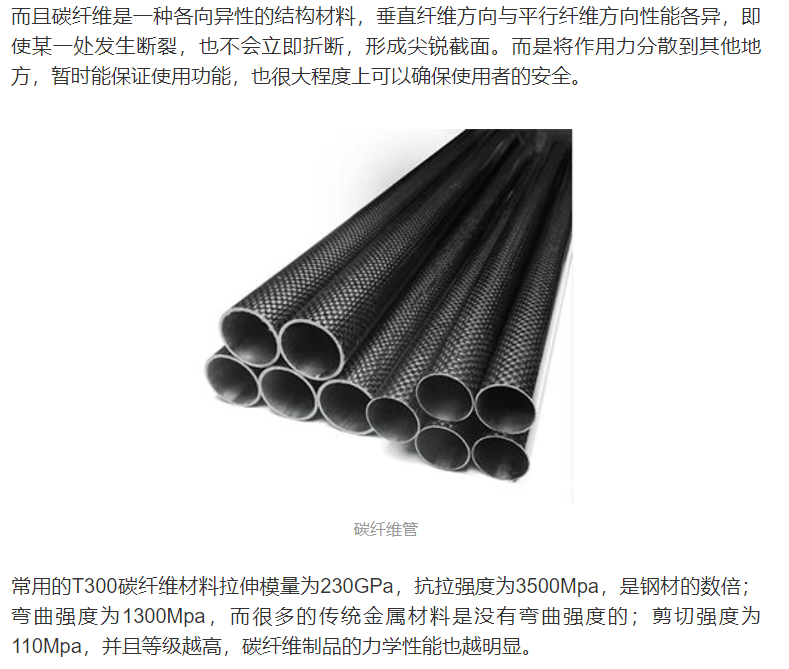 而且碳纤维是一种各向异性的结构材料，垂直纤维方向与平行纤维方向性能各异，即
使某一处发生断裂，也不会立即折断，形成尖锐截面。而是将作用力分散到其他地
方，暂时能保证使用功能，也很大程度上可以确保使用者的安全。
碳纤维管
常用的T300碳纤维材料拉伸模量为230GPa，抗拉强度为3500Mpa，是钢材的数倍；
弯曲强度为1300Mpa，而很多的传统金属材料是没有弯曲强度的；剪切强度为
110Mpa，并且等级越高，碳纤维制品的力学性能也越明显。